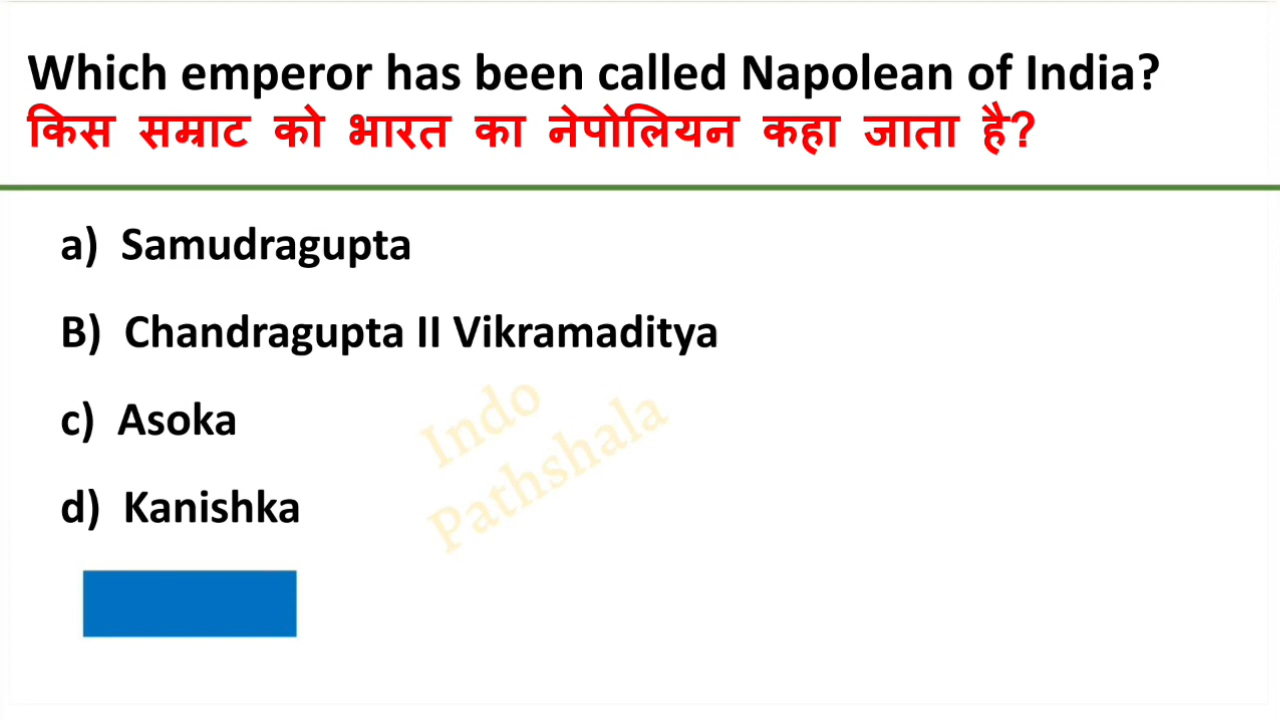 Which emperor has been called Napolean of India?
किस सम्राट को भारत का नेपोलियन कहा जाता है?
a) Samudragupta
B) Chandragupta II Vikramaditya
c) Asoka
d) Kanishka
Indo
Pathshala